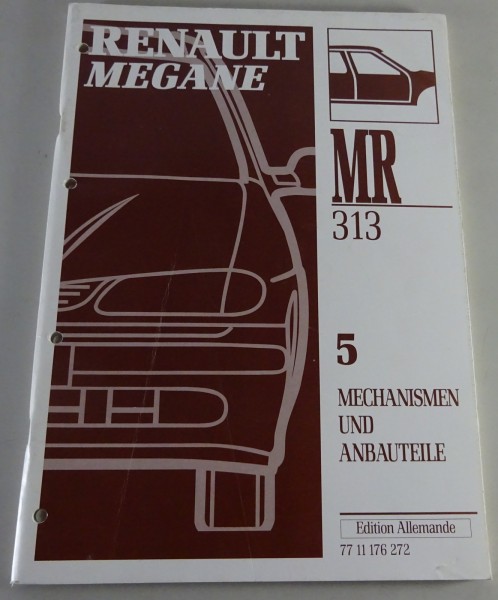 RENAULT
MEGANE
MR
313
5
MECHANISMEN
UND
ANBAUTEILE
Edition Allemande
77 11 176 272